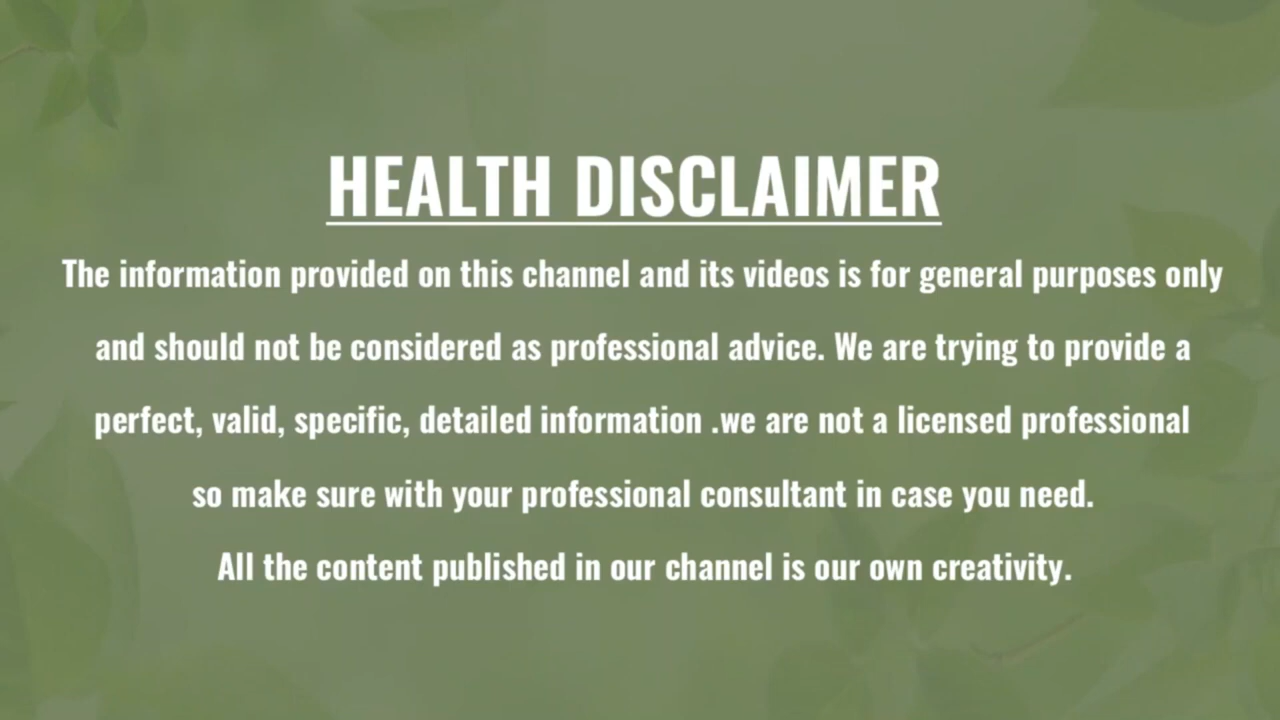 HEALTH DISCLAIMER
The information provided on this channel and its videos is for general purposes only
and should not be considered as professional advice. We are trying to provide a
perfect, valid, specific, detailed information .we are not a licensed professional
so make sure with your professional consultant in case you need.
All the content published in our channel is our own creativity.